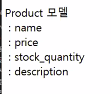 Product 모델
: name
: price
: stock_quantity
: description